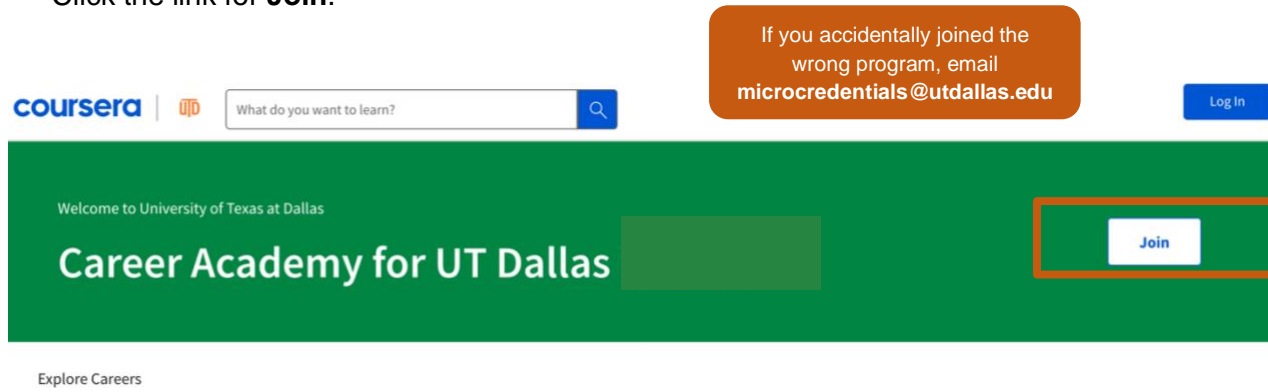 Click the link for Join.
If you accidentally joined the
wrong program, email
microcredentials@utdallas.edu
coursera
UTD
What do you want to learn?
Log In
Welcome to University of Texas at Dallas
Career Academy for UT Dallas
Join
Explore Careers